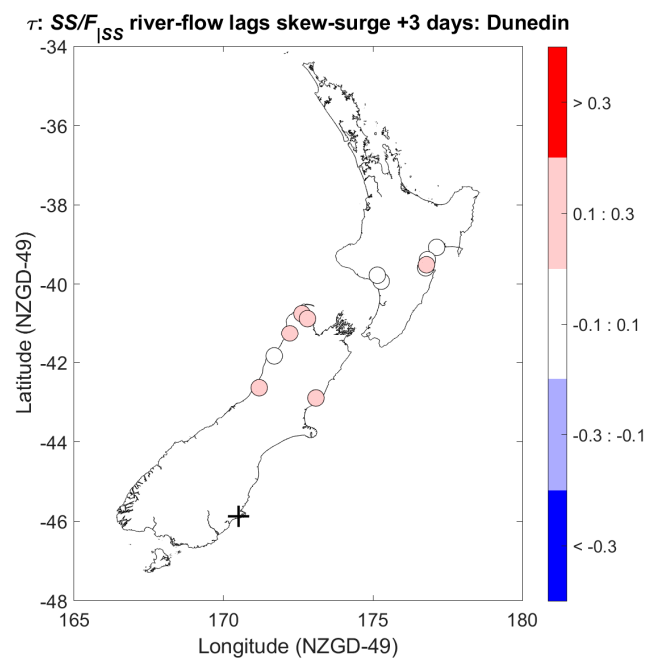 τ: SS/F|SS river-flow lags skew-surge +3 days: Dunedin
-34
-36
-38
-40
-42
-44
-46
-48
Latitude (NZGD-49)
165
170
175
180
Longitude (NZGD-49)
> 0.3
0.1 : 0.3
-0.1 : 0.1
-0.3 : -0.1
< -0.3